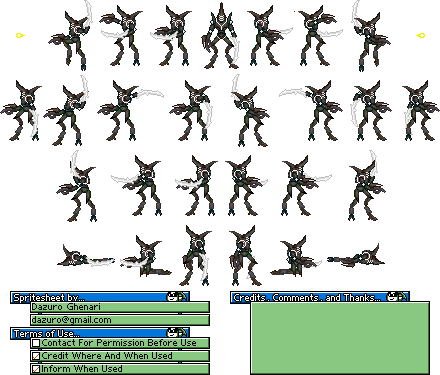 Spritesheet by...
Dazuro Ghenari
dazuro@gmail.com
Terms of Use...
Contact For Permission Before Use
Credit Where And When Used
Inform When Used
Credits, Comments, and Thanks...